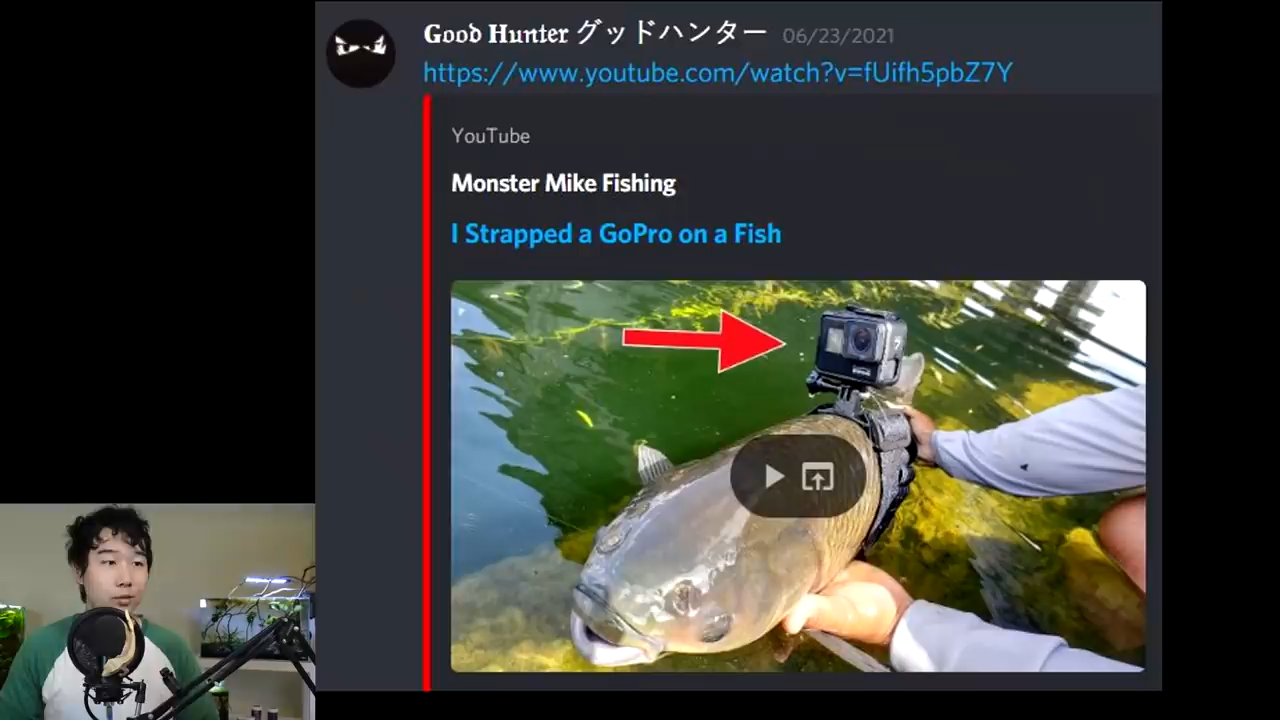 Good Hunter グッドハンター 06/23/2021
https://www.youtube.com/watch?v=fUifh5pbZ7Y
YouTube
Monster Mike Fishing
I Strapped a GoPro on a Fish
7